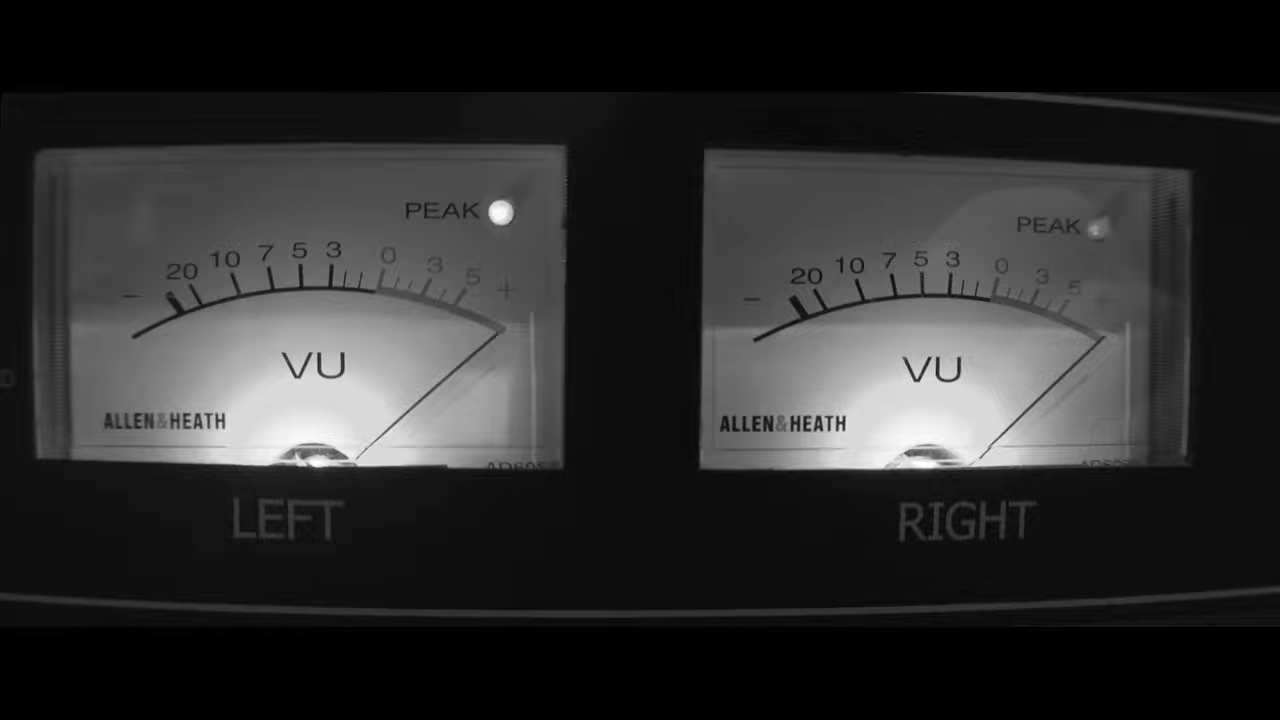 PEAK
20 10 7 5 3 0 3 5
- +
VU
ALLEN&HEATH
LEFT
PEAK
20 10 7 5 3 0 3 5
- +
VU
ALLEN&HEATH
RIGHT